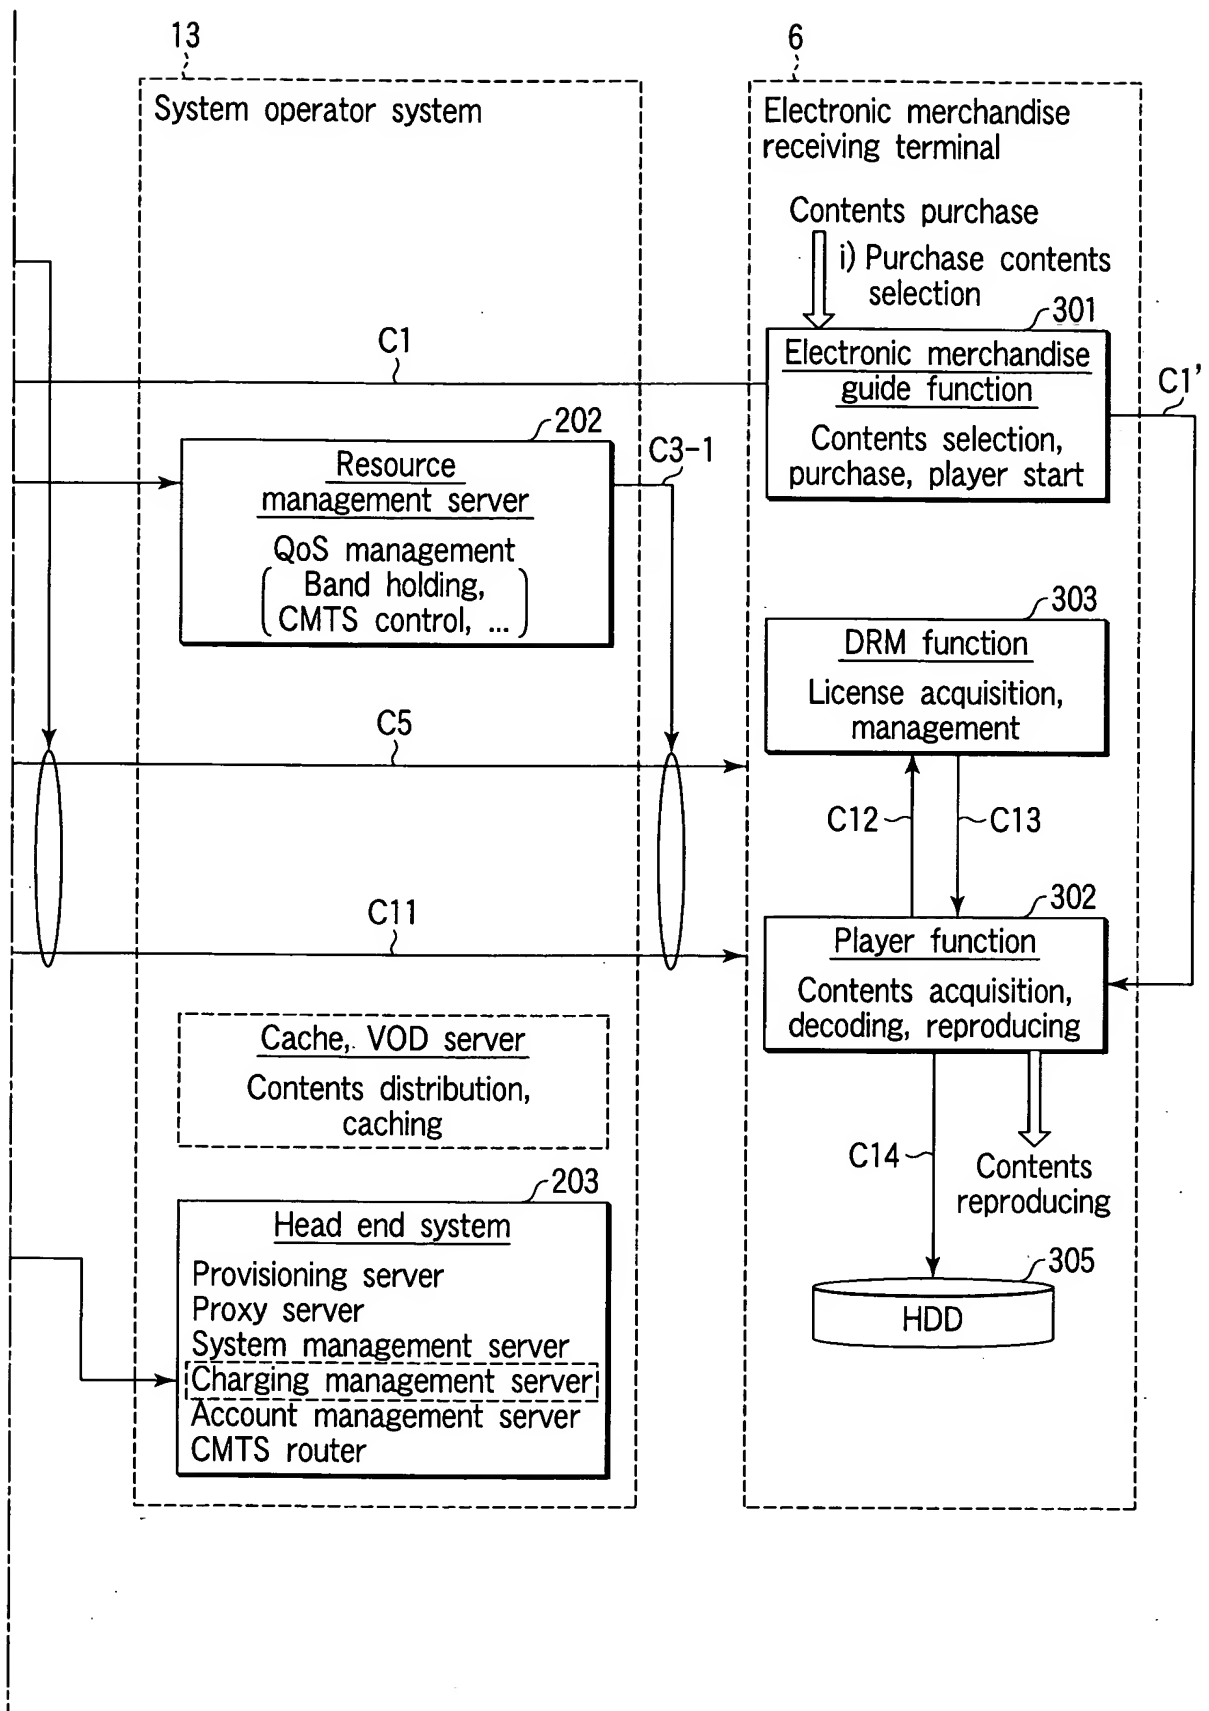 13
System operator system
6
Electronic merchandise
receiving terminal
Contents purchase
i) Purchase contents
selection
301
Electronic merchandise
guide function
Contents selection,
purchase, player start
C1
C1'
202
Resource
management server
QoS management
Band holding,
CMTS control, ...
C3-1
303
DRM function
License acquisition,
management
C5
C12
C13
C11
302
Player function
Contents acquisition,
decoding, reproducing
Cache, VOD server
Contents distribution,
caching
C14
Contents
reproducing
203
Head end system
Provisioning server
Proxy server
System management server
Charging management server
Account management server
CMTS router
305
HDD